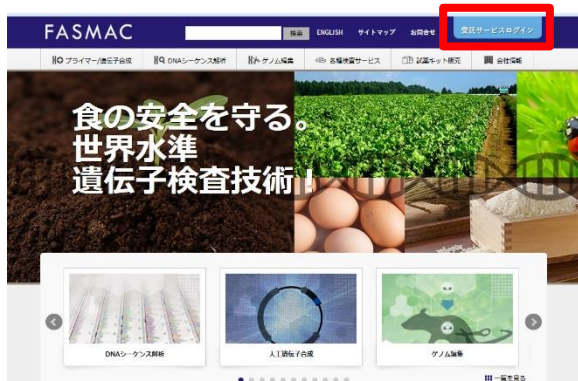 FASMAC
検索
ENGLISH
サイトマップ
お問合せ
受託サービスログイン
プライマー/遺伝子合成
DNAシーケンス解析
ゲノム編集
各種検査サービス
試薬キット販売
会社情報
食の安全を守る。
世界水準
遺伝子検査技術!
DNAシーケンス解析
人工遺伝子合成
ゲノム編集
一覧を見る